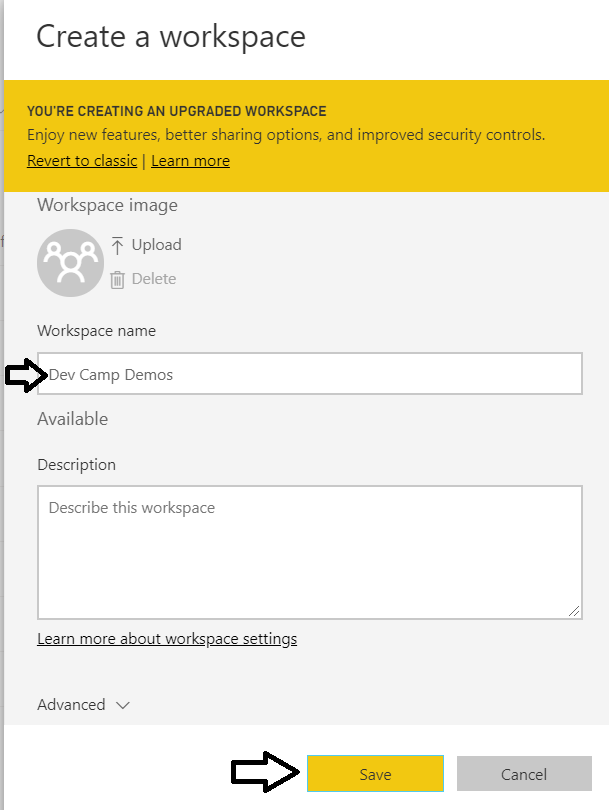 Create a workspace
YOU'RE CREATING AN UPGRADED WORKSPACE
Enjoy new features, better sharing options, and improved security controls.
Revert to classic | Learn more
Workspace image
Upload
Delete
Workspace name
Dev Camp Demos
Available
Description
Describe this workspace
Learn more about workspace settings
Advanced
Save Cancel